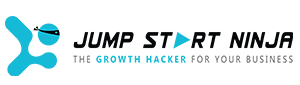 JUMP START NINJA
THE GROWTH HACKER FOR YOUR BUSINESS